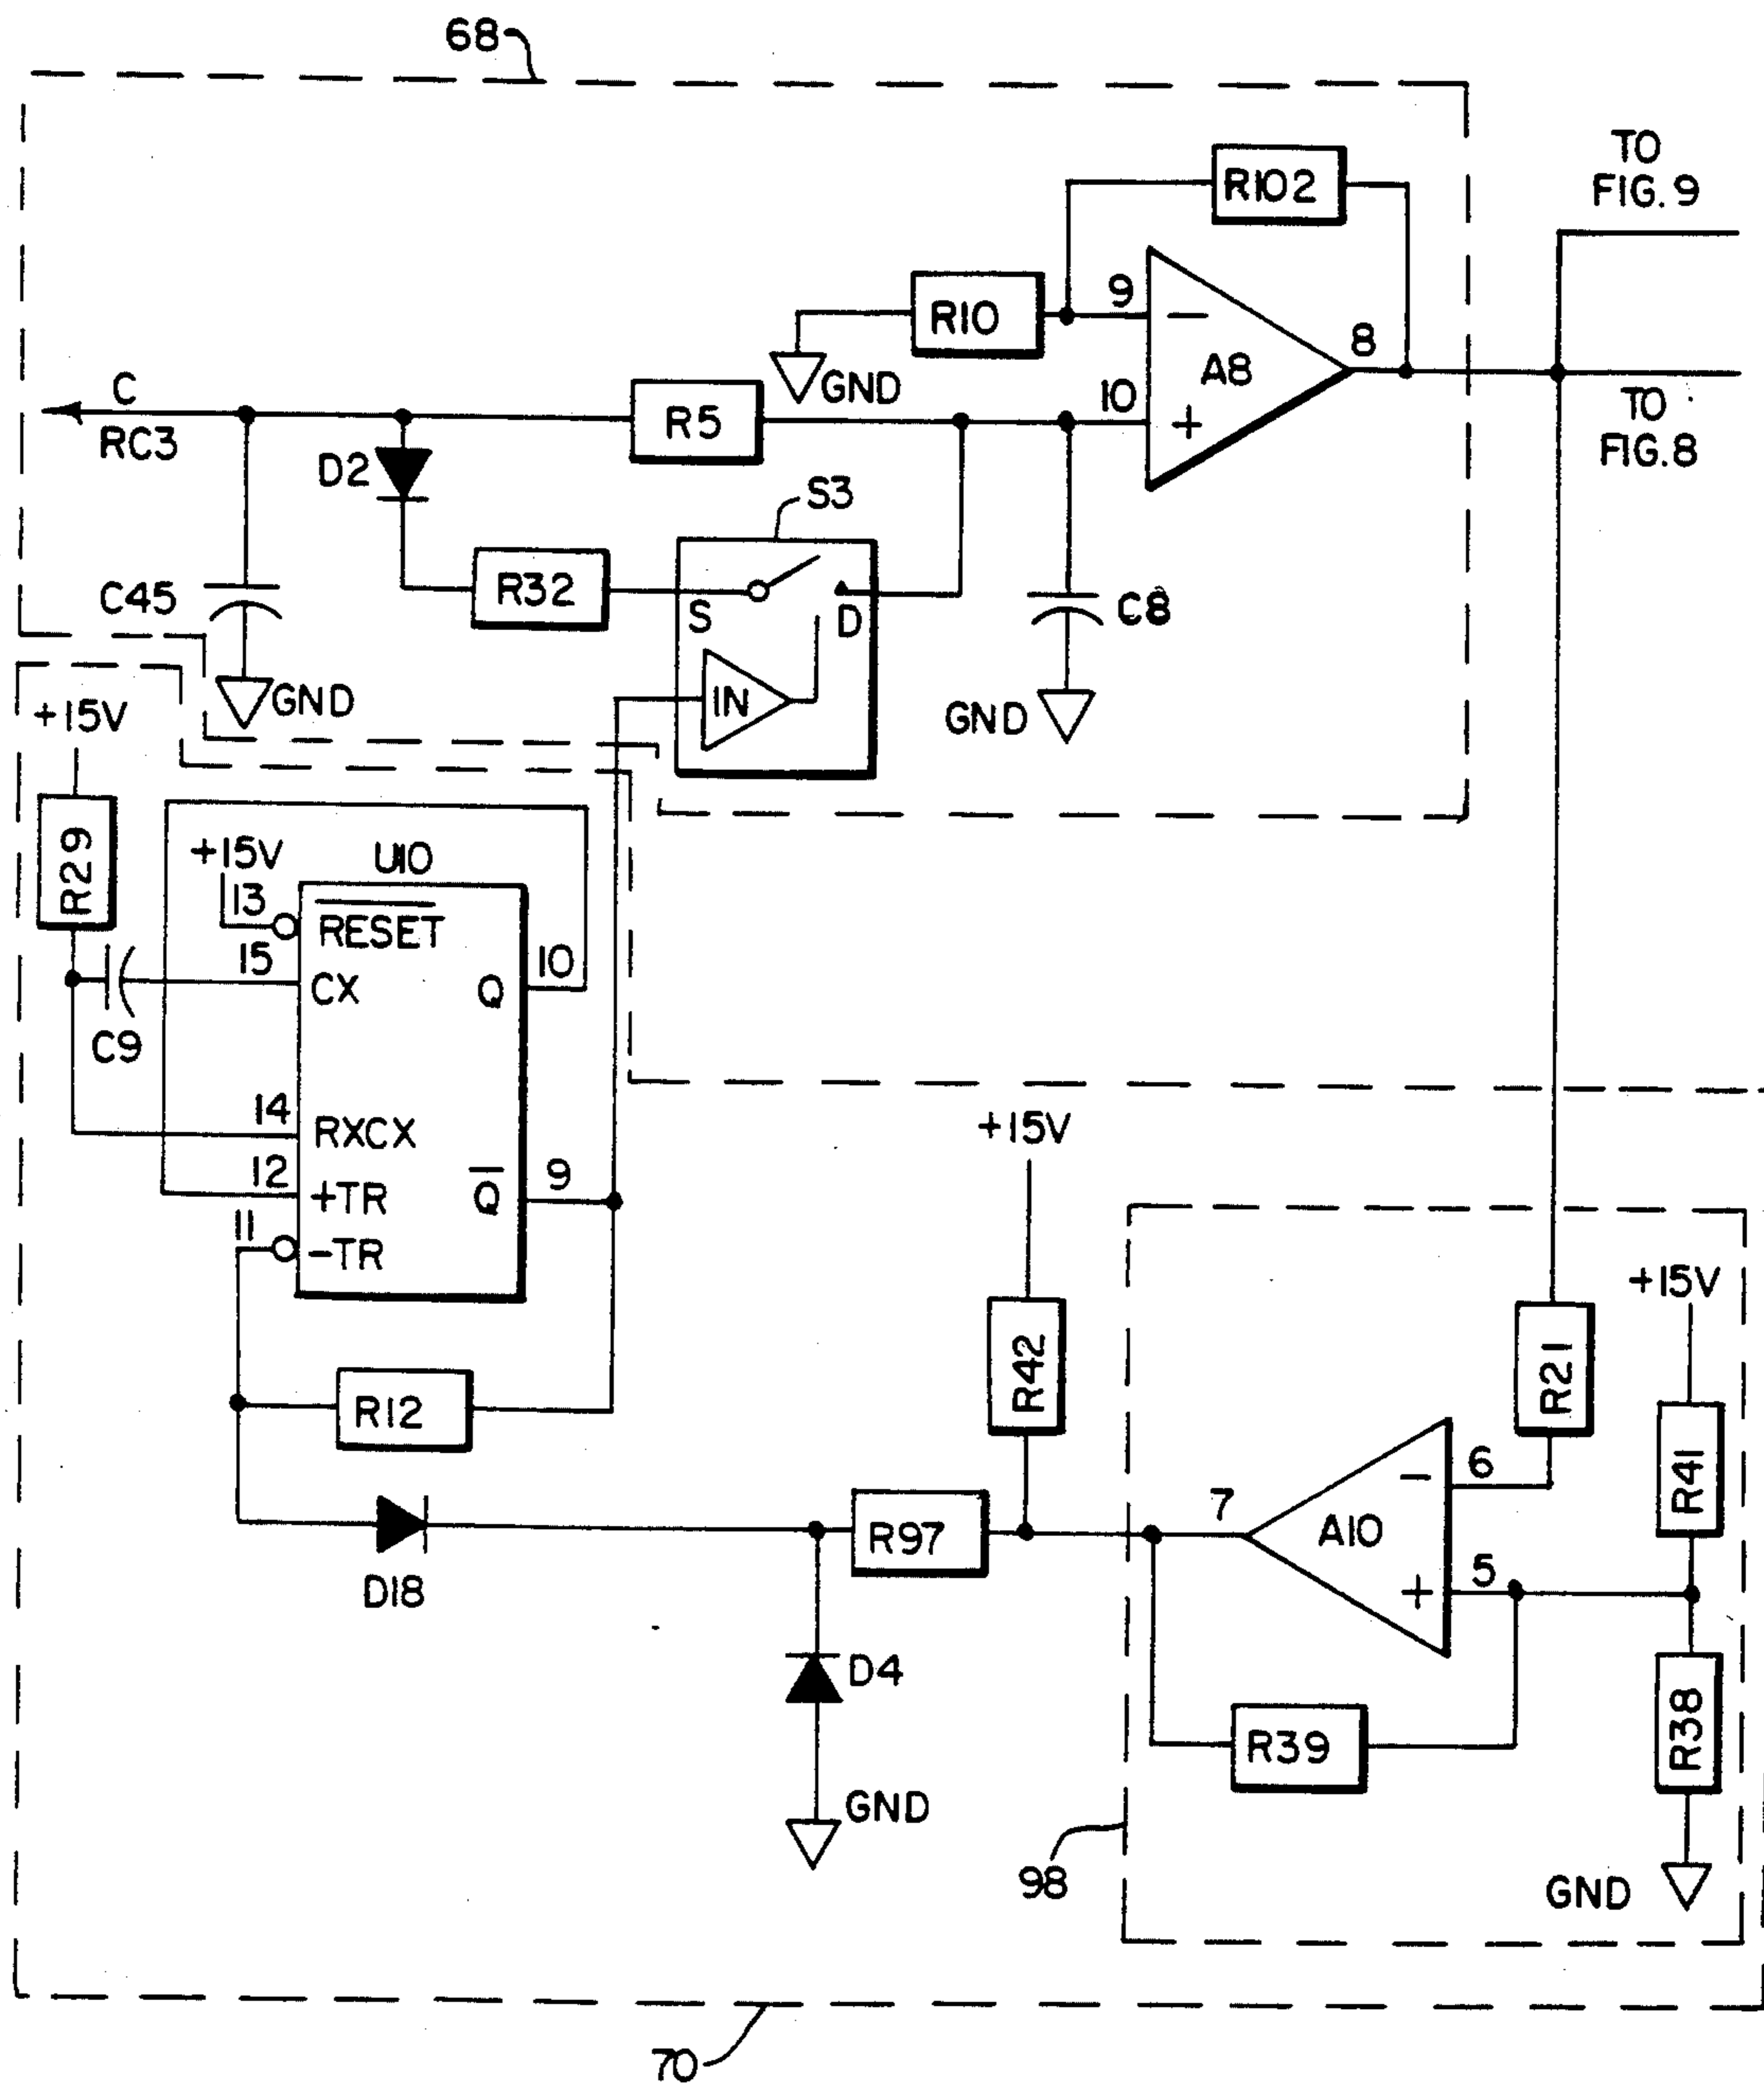 68
TO
FIG. 9
R102
R10
9
−
A8
8
GND
C
RC3
R5
10
+
TO
FIG. 8
D2
S3
C45
R32
S
D
C8
IN
GND
GND
+15V
R29
+15V
U10
13
RESET
15
CX
Q
10
C9
14
RXCX
12
+TR
Q
9
11
-TR
+15V
+15V
R42
R21
R12
R41
6
−
7
A10
R97
5
+
D18
D4
R38
R39
GND
98
GND
70